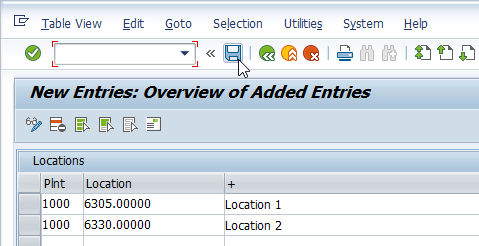 Table View Edit Goto Selection Utilities System Help
New Entries: Overview of Added Entries
Locations
Plnt Location +
1000 6305.00000 Location 1
1000 6330.00000 Location 2